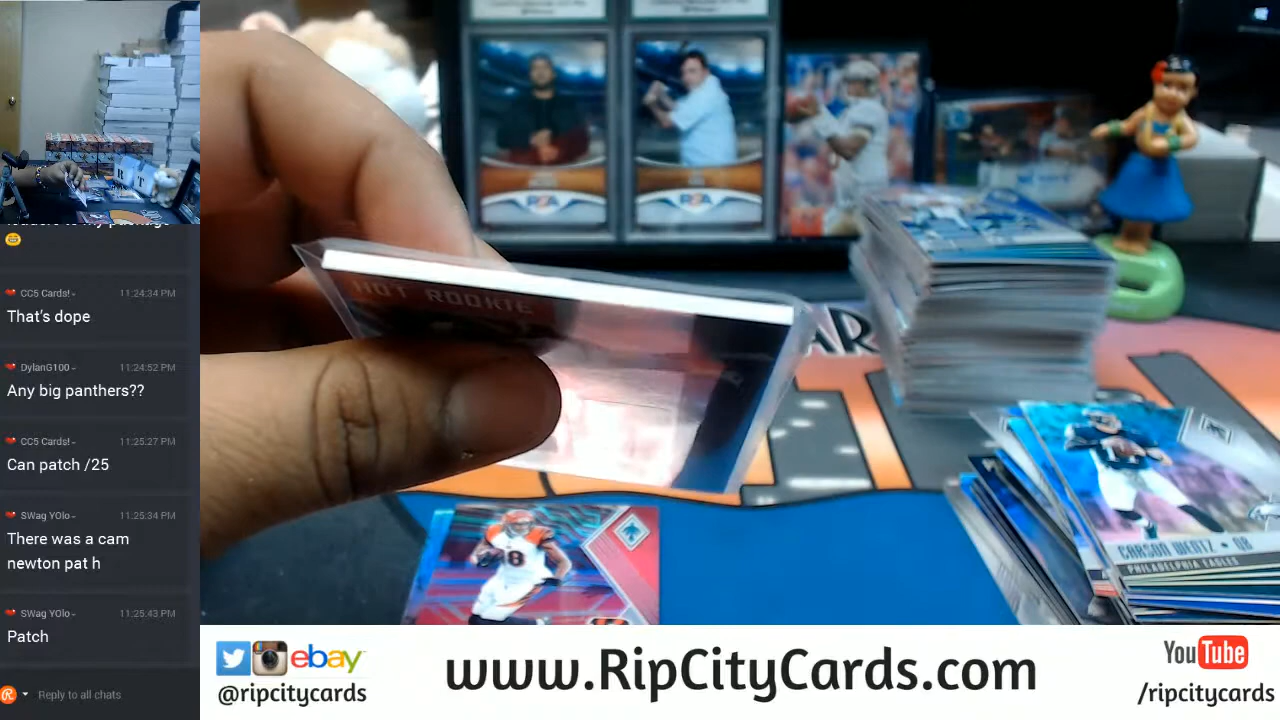 CC5 Cards! 11:24:34 PM
That's dope
DylanG100 11:24:52 PM
Any big panthers??
CC5 Cards! 11:25:27 PM
Can patch /25
SWag YOlo 11:25:34 PM
There was a cam
newton pat h
SWag YOlo 11:25:43 PM
Patch
Reply to all chats
HOT ROOKIE
CARSON WENTZ • QB
PHILADELPHIA EAGLES
ebay
@ripcitycards
www.RipCityCards.com
YouTube
/ripcitycards